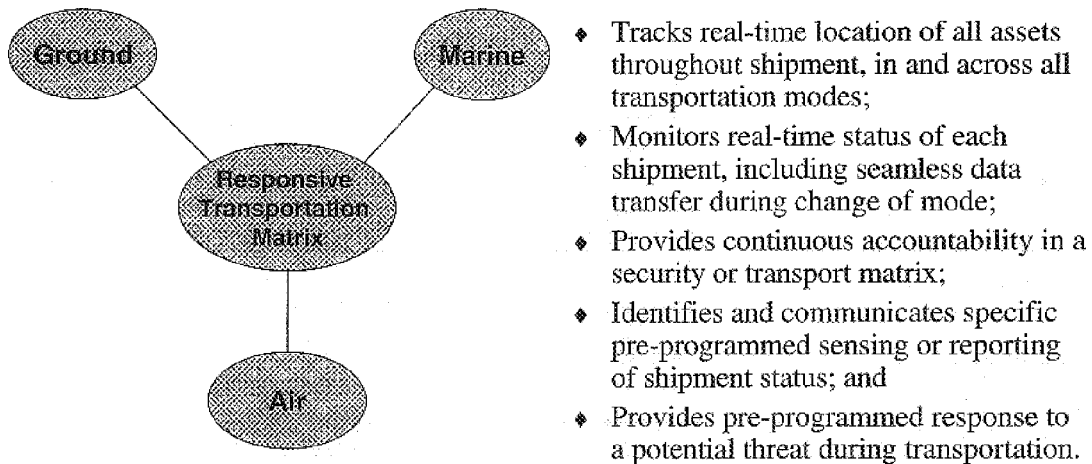 Ground
Marine
Responsive
Transportation
Matrix
Air
♦ Tracks real-time location of all assets
throughout shipment, in and across all
transportation modes;
♦ Monitors real-time status of each
shipment, including seamless data
transfer during change of mode;
♦ Provides continuous accountability in a
security or transport matrix;
♦ Identifies and communicates specific
pre-programmed sensing or reporting
of shipment status; and
♦ Provides pre-programmed response to
a potential threat during transportation.